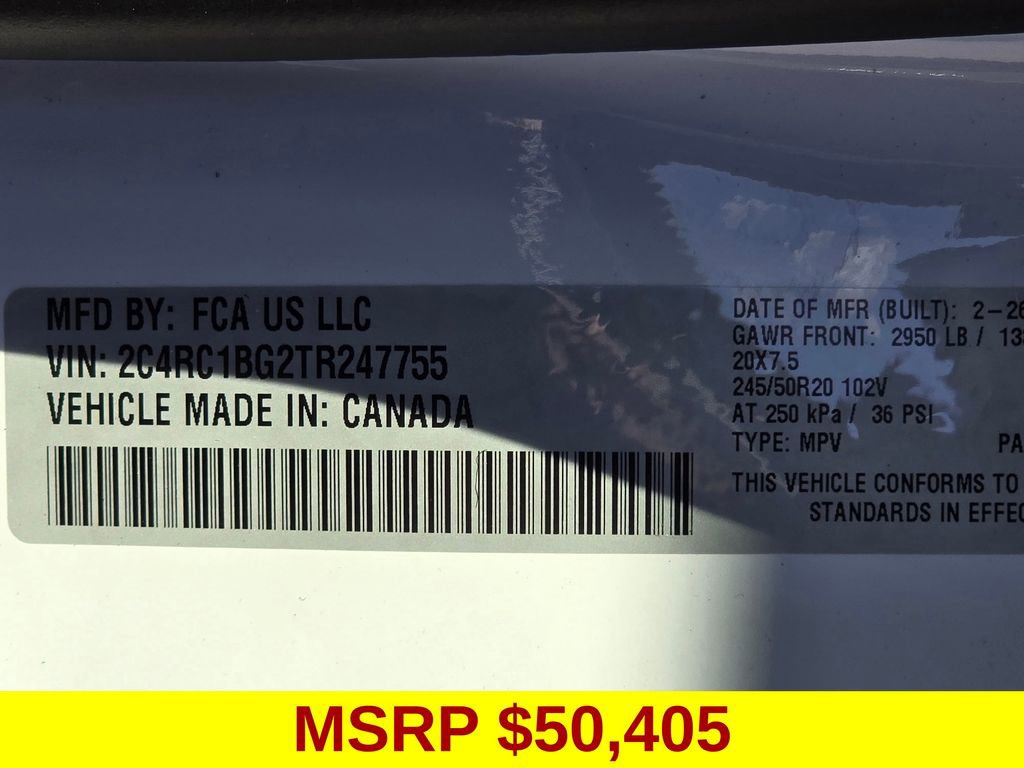 MFD BY: FCA US LLC
VIN: 2C4RC1BG2TR247755
VEHICLE MADE IN: CANADA
DATE OF MFR (BUILT): 2-26
GAWR FRONT: 2950 LB /
20X7.5
245/50R20 102V
AT 250 kPa / 36 PSI
TYPE: MPV
THIS VEHICLE CONFORMS TO
STANDARDS IN
MSRP $50,405